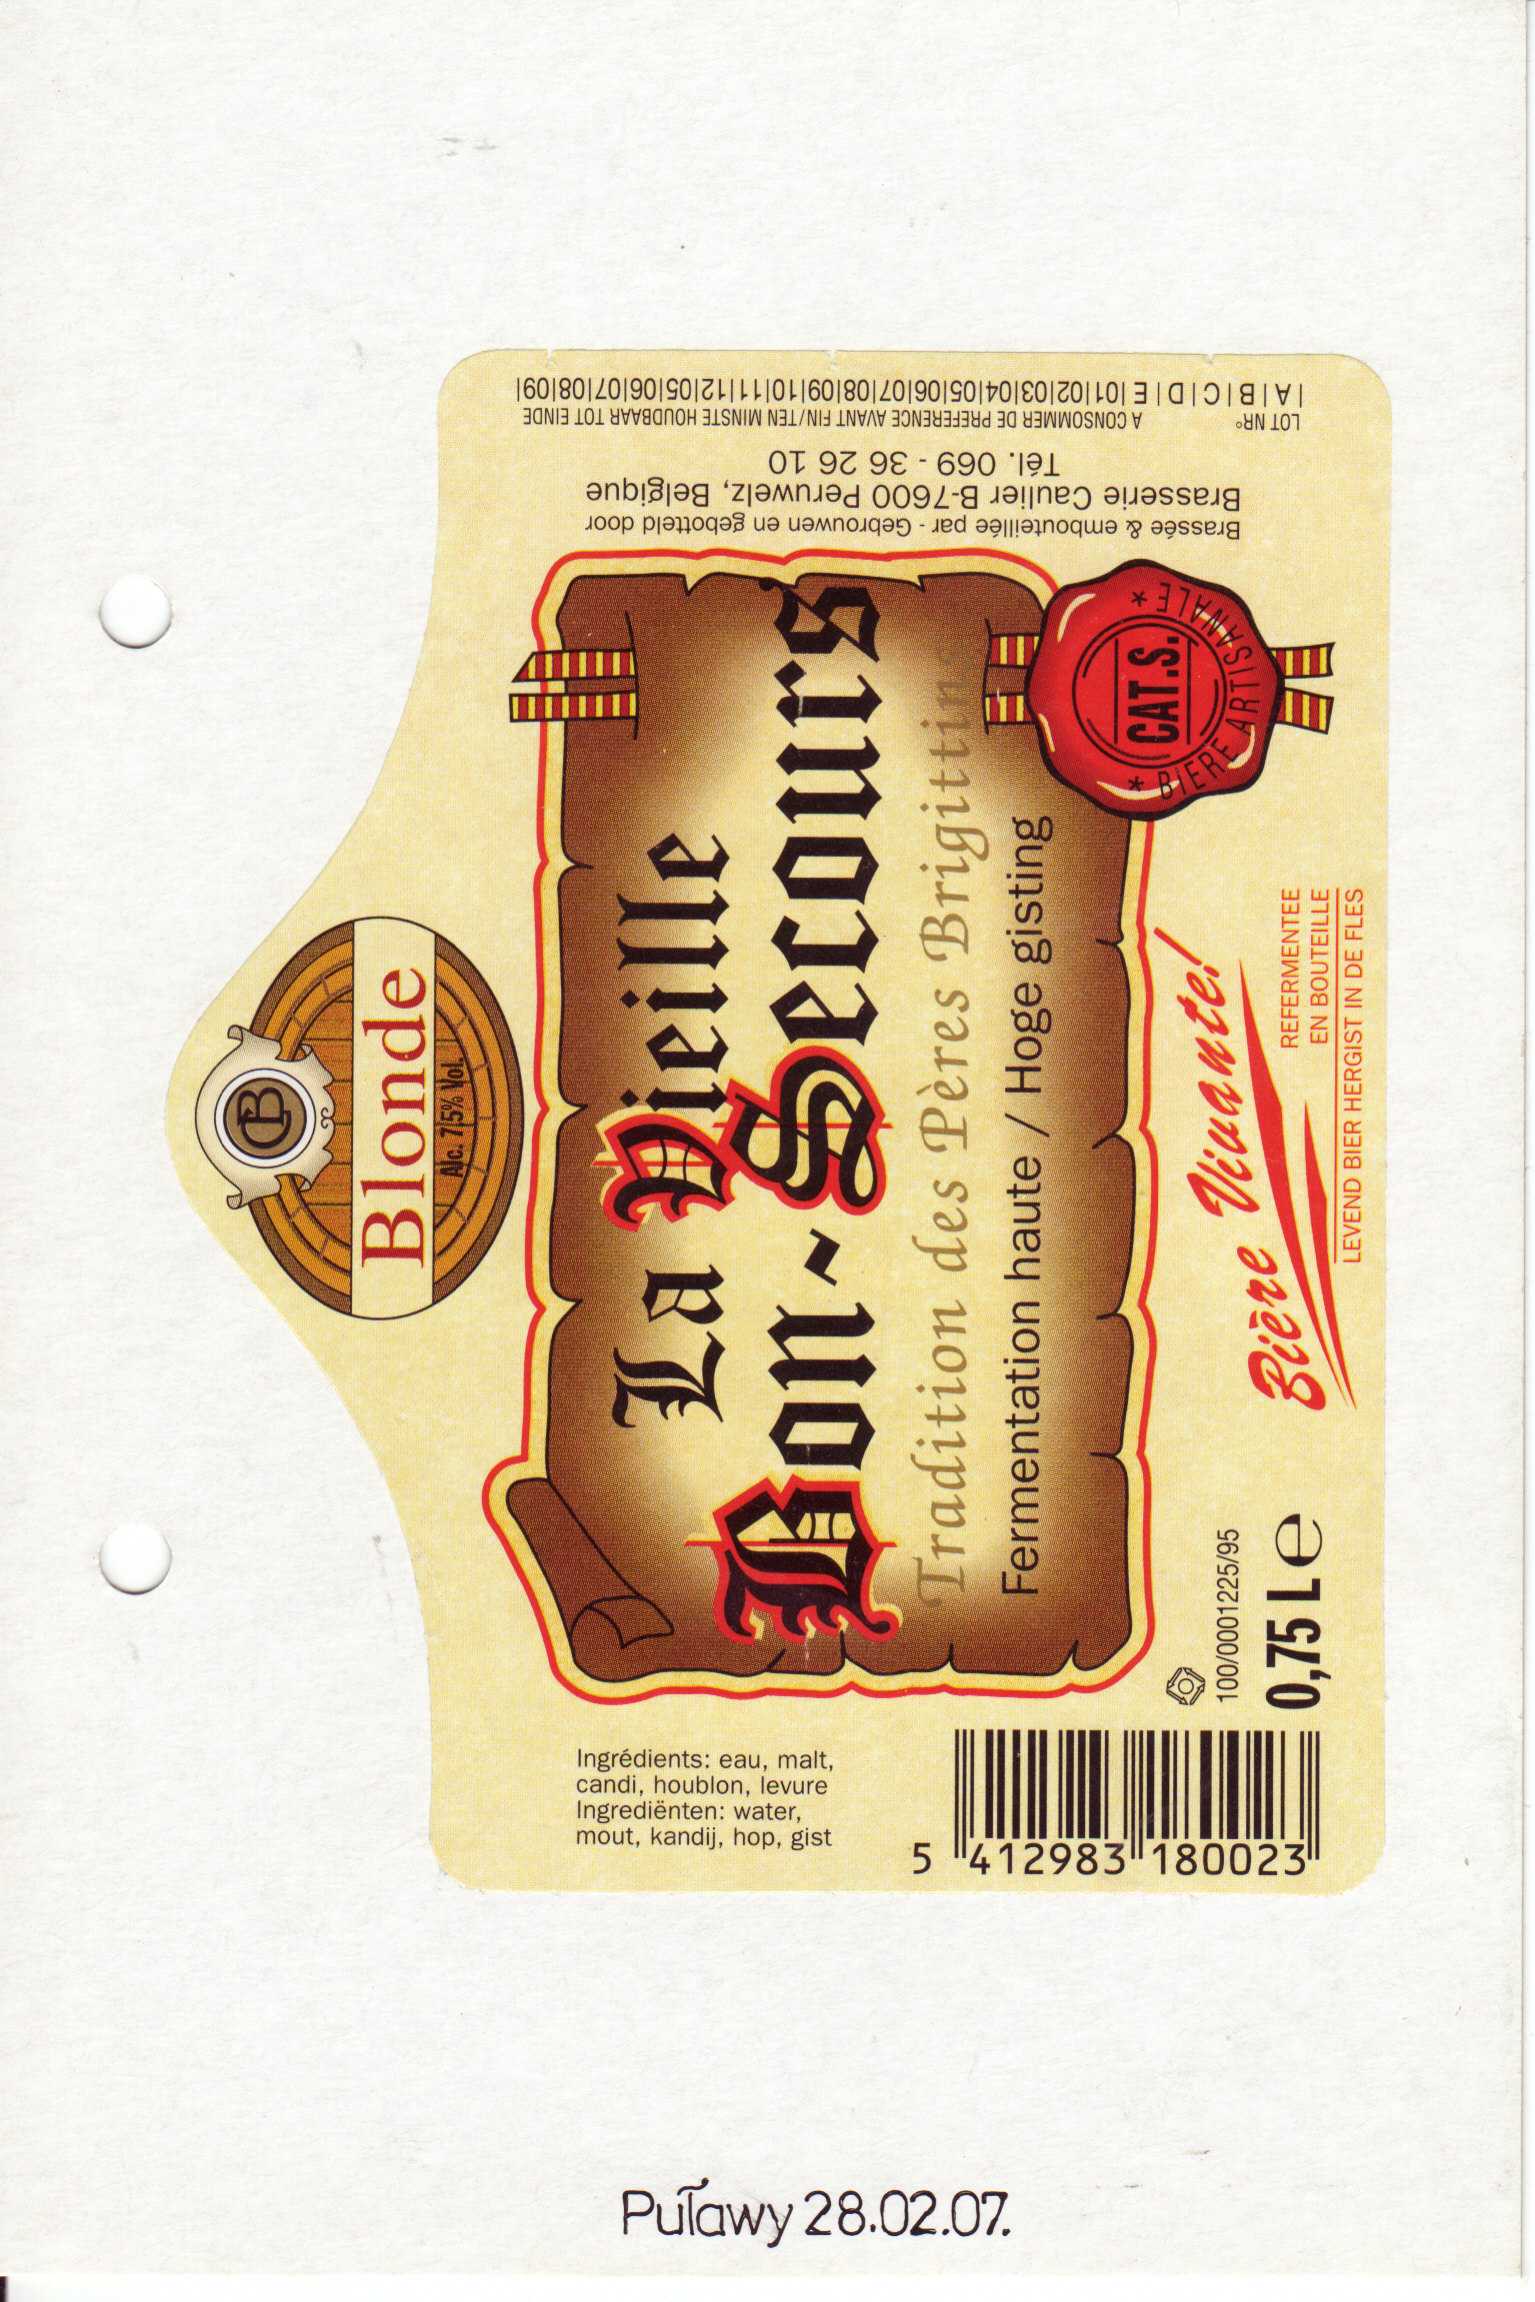 CB
Blonde
Alc. 7,5% Vol.
La Vieille
Bon-Secours
Tradition des Pères Brigittins
Fermentation haute / Hoge gisting
* BIERE ARTISANALE *
CAT.S.
Bière Vivante!
REFERMENTEE
EN BOUTEILLE
LEVEND BIER HERGIST IN DE FLES
100/0001225/95
0,75 L e
Ingrédients: eau, malt,
candi, houblon, levure
Ingrediënten: water,
mout, kandij, hop, gist
5 412983 180023
Brassée & embouteillée par - Gebrouwen en gebotteld door
Brasserie Caulier B-7600 Peruwelz, Belgique
Tél. 069 - 36 26 10
LOT NR° A CONSOMMER DE PREFERENCE AVANT FIN/TEN MINSTE HOUDBAAR TOT EINDE
|A|B|C|D|E|01|02|03|04|05|06|07|08|09|10|11|12|05|06|07|08|09|
Puławy 28.02.07.